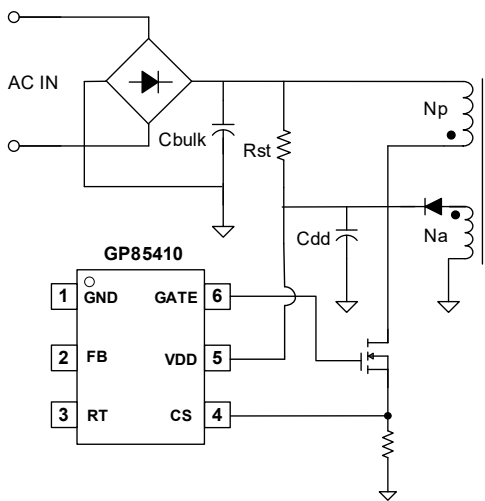 AC IN
Cbulk
Rst
Np
Cdd
Na
GP85410
1 GND GATE 6
2 FB VDD 5
3 RT CS 4